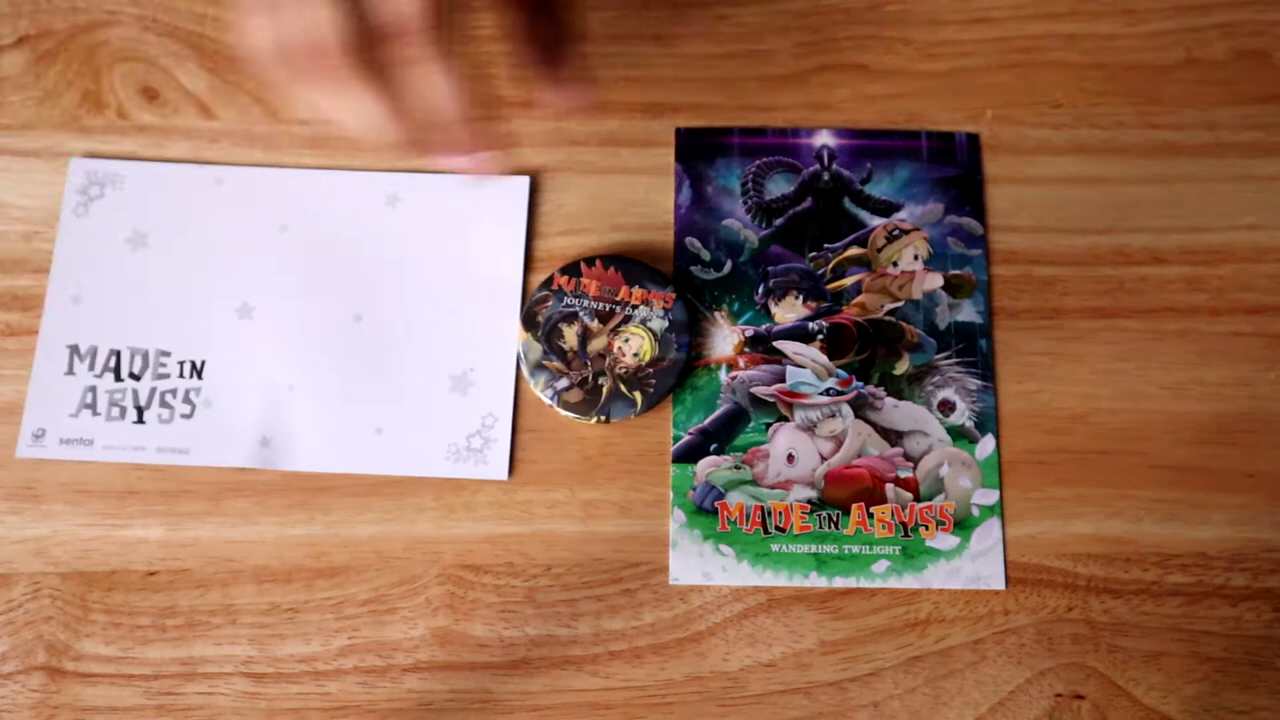 MADE IN
ABYSS
sentai
MADE IN ABYSS
JOURNEY'S DAWN
MADE IN ABYSS
WANDERING TWILIGHT